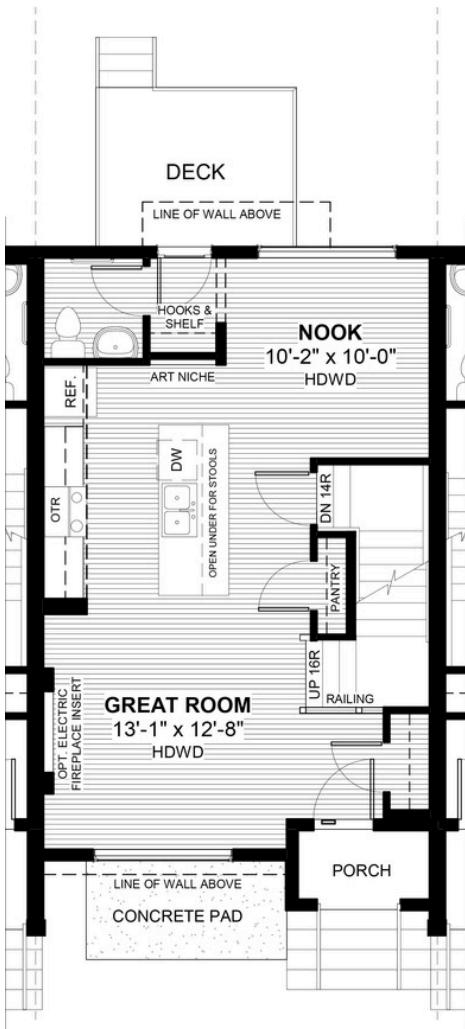 DECK
LINE OF WALL ABOVE
HOOKS &
SHELF
NOOK
10'-2" x 10'-0"
HDWD
ART NICHE
REF.
DW
OPEN UNDER FOR STOOLS
OTR
DN 14R
PANTRY
UP 16R
RAILING
GREAT ROOM
13'-1" x 12'-8"
HDWD
OPT. ELECTRIC
FIREPLACE INSERT
PORCH
LINE OF WALL ABOVE
CONCRETE PAD